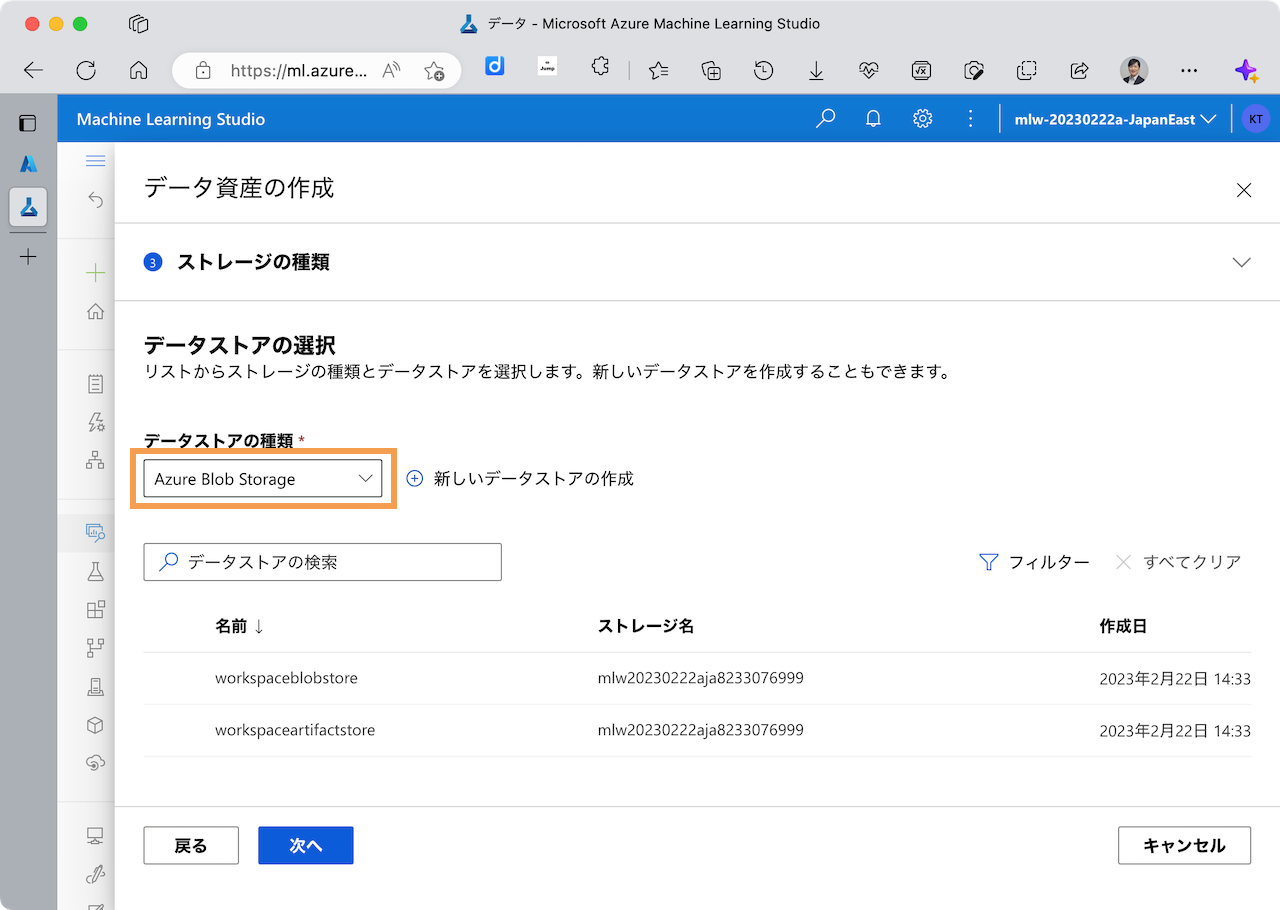 データ - Microsoft Azure Machine Learning Studio
https://ml.azure...
Jump
Machine Learning Studio
mlw-20230222a-JapanEast
KT
データ資産の作成
3 ストレージの種類
データストアの選択
リストからストレージの種類とデータストアを選択します。新しいデータストアを作成することもできます。
データストアの種類 *
Azure Blob Storage
新しいデータストアの作成
データストアの検索
フィルター
すべてクリア
名前 ↓ ストレージ名 作成日
workspaceblobstore mlw20230222aja8233076999 2023年2月22日 14:33
workspaceartifactstore mlw20230222aja8233076999 2023年2月22日 14:33
戻る
次へ
キャンセル